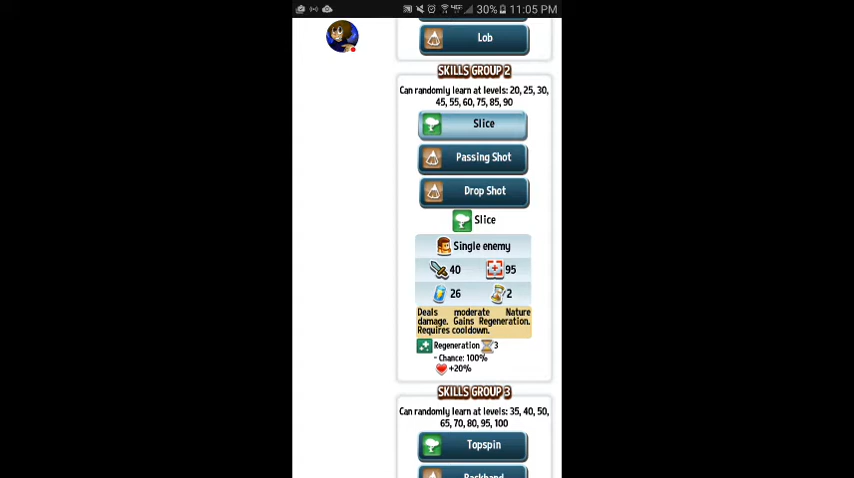 30% 11:05 PM
Lob
SKILLS GROUP 2
Can randomly learn at levels: 20, 25, 30,
45, 55, 60, 75, 85, 90
Slice
Passing Shot
Drop Shot
Slice
Single enemy
40 95
26 2
Deals moderate Nature
damage. Gains Regeneration.
Requires cooldown.
Regeneration 3
- Chance: 100%
+20%
SKILLS GROUP 3
Can randomly learn at levels: 35, 40, 50,
65, 70, 80, 95, 100
Topspin
Backhand